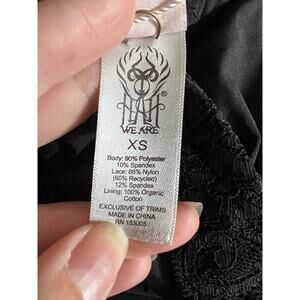 ®
WE ARE
XS
Body: 90% Polyester
10% Spandex
Lace: 88% Nylon
(60% Recycled)
12% Spandex
Lining: 100% Organic
Cotton
EXCLUSIVE OF TRIMS
MADE IN CHINA
RN 153005